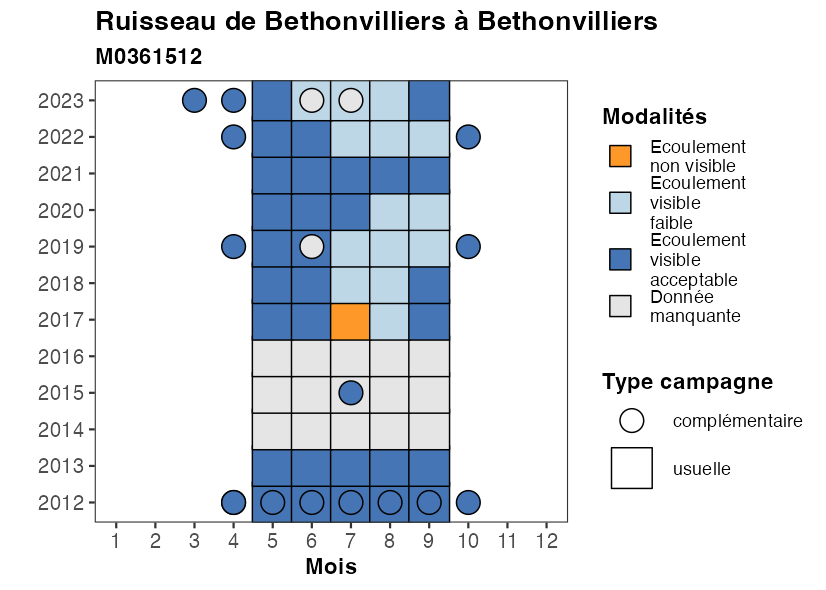 Ruisseau de Bethonvilliers à Bethonvilliers
M0361512
2023
2022
2021
2020
2019
2018
2017
2016
2015
2014
2013
2012
1 2 3 4 5 6 7 8 9 10 11 12
Mois
Modalités
Ecoulement
non visible
Ecoulement
visible
faible
Ecoulement
visible
acceptable
Donnée
manquante
Type campagne
complémentaire
usuelle